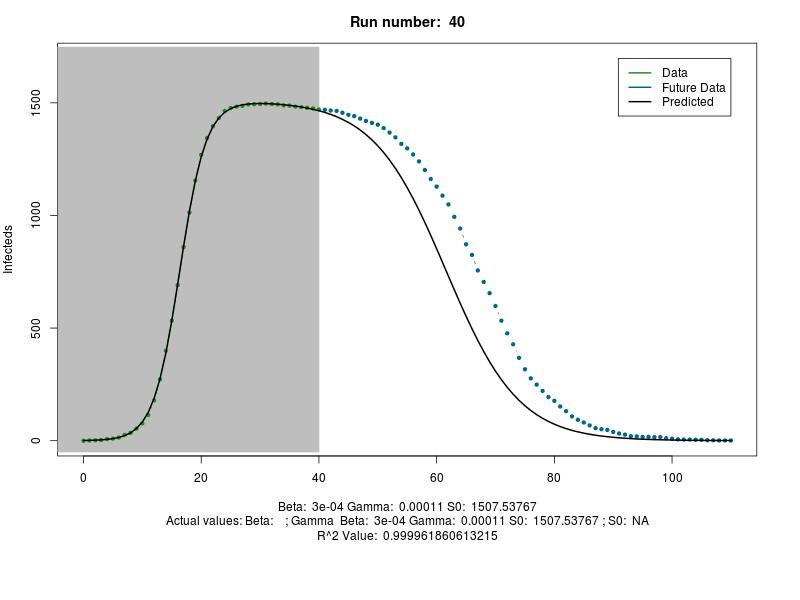 Run number: 40
Data
Future Data
Predicted
Infecteds
1500
1000
500
0
0 20 40 60 80 100
Beta: 3e-04 Gamma: 0.00011 S0: 1507.53767
Actual values: Beta: ; Gamma Beta: 3e-04 Gamma: 0.00011 S0: 1507.53767 ; S0: NA
R^2 Value: 0.999961860613215